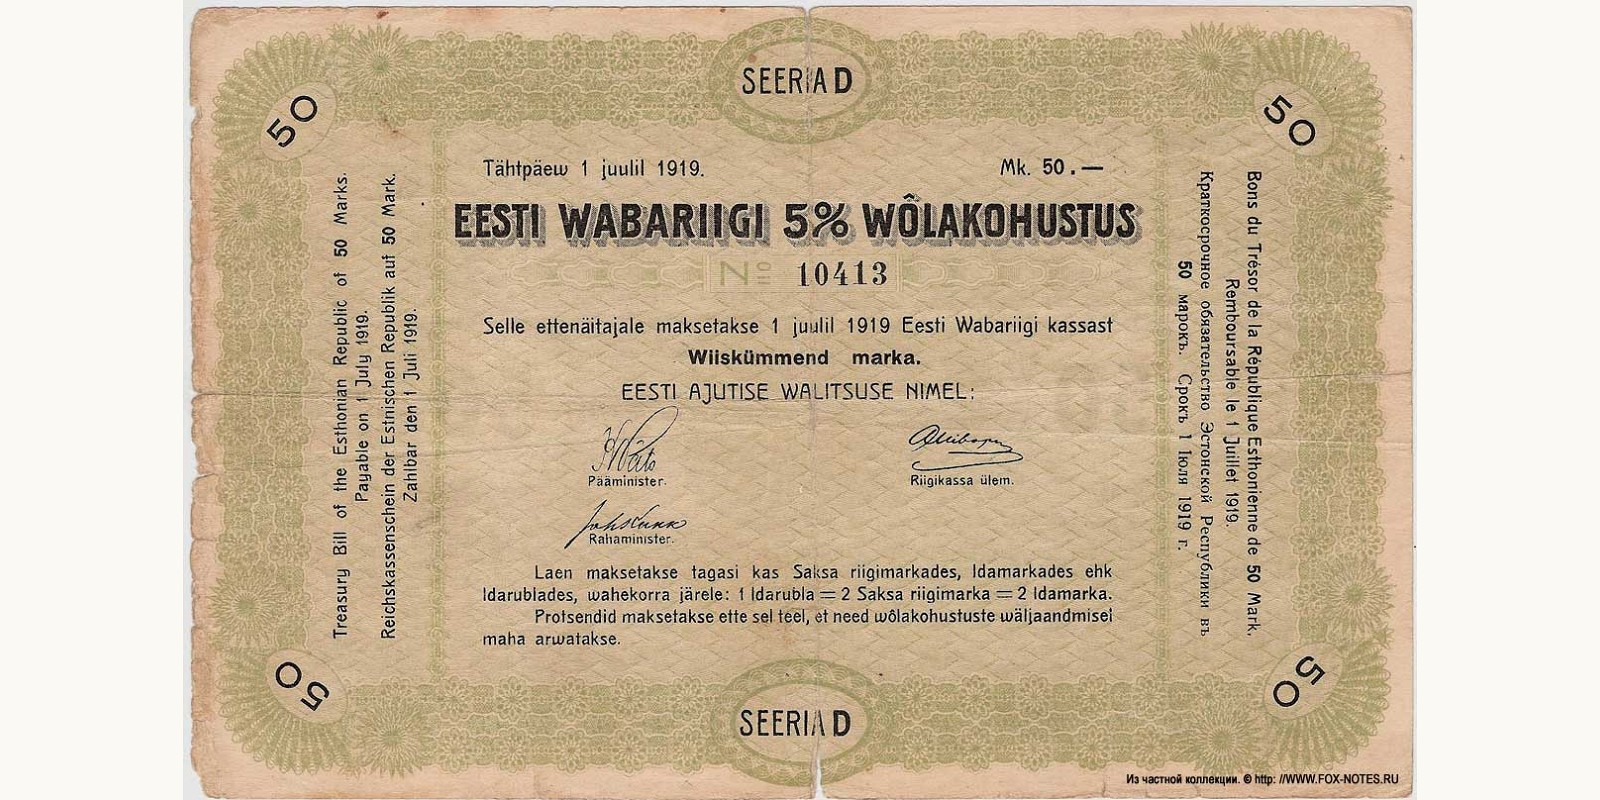 SEERIA D
50
50
Tähtpäew 1 juulil 1919.
Mk. 50.—
EESTI WABARIIGI 5% WÔLAKOHUSTUS
No 10413
Selle ettenäitajale maksetakse 1 juulil 1919 Eesti Wabariigi kassast
Wiiskümmend marka.
EESTI AJUTISE WALITSUSE NIMEL:
Pääminister.
Riigikassa ülem.
Rahaminister.
Laen maksetakse tagasi kas Saksa riigimarkades, Idamarkades ehk
Idarublades, wahekorra järele: 1 Idarubla = 2 Saksa riigimarka = 2 Idamarka.
Protsendid maksetakse ette sel teel, et need wôlakohustuste wäljaandmisel
maha arwatakse.
Treasury Bill of the Esthonian Republic of 50 Marks.
Payable on 1 July 1919.
Reichskassenschein der Estnischen Republik auf 50 Mark.
Zahlbar den 1 Juli 1919.
Bons du Trésor de la République Esthonienne de 50 Mark.
Remboursable le 1 Juillet 1919.
Краткосрочное обязательство Эстонской Республики въ
50 марокъ. Срокъ 1 Іюля 1919 г.
50
50
SEERIA D
Из частной коллекции. © http: //WWW.FOX-NOTES.RU